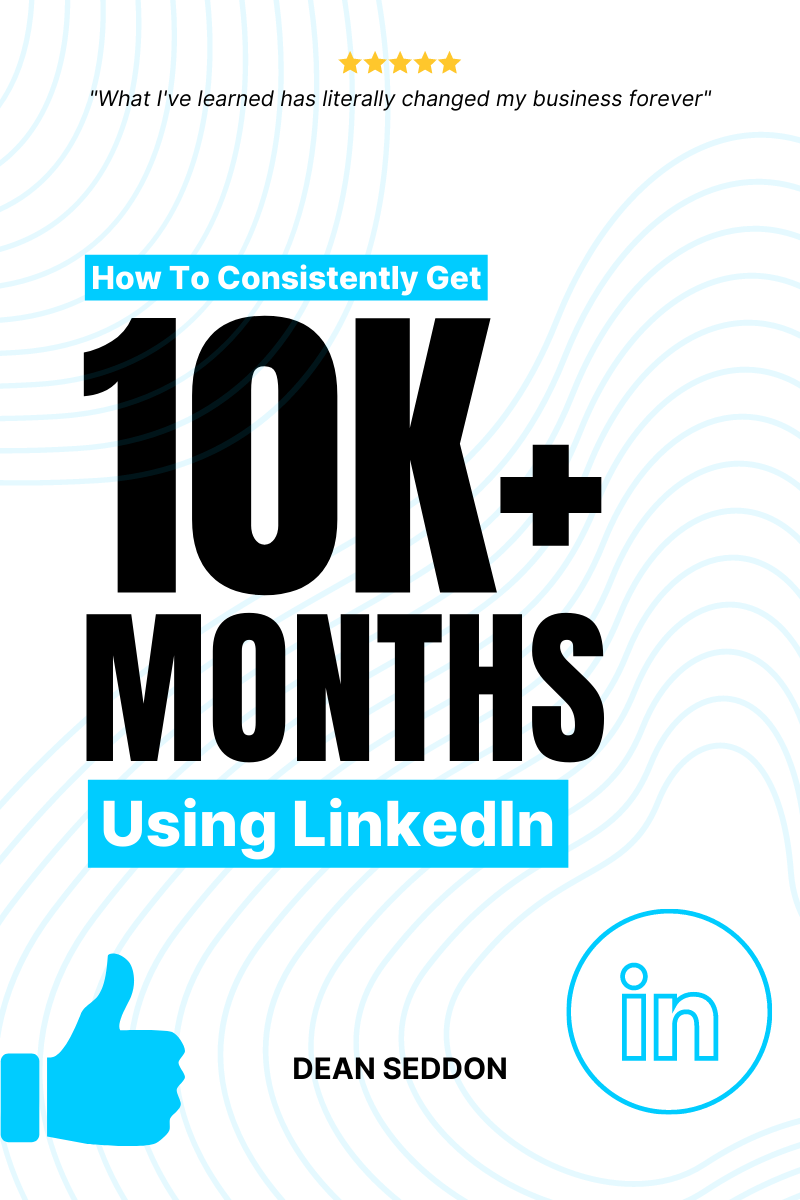 "What I've learned has literally changed my business forever"
How To Consistently Get
10K+
MONTHS
Using LinkedIn
in
DEAN SEDDON